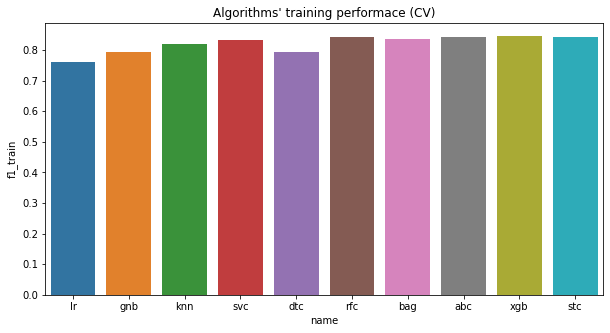 Algorithms' training performace (CV)
f1_train
0.8
0.7
0.6
0.5
0.4
0.3
0.2
0.1
0.0
lr gnb knn svc dtc rfc bag abc xgb stc
name